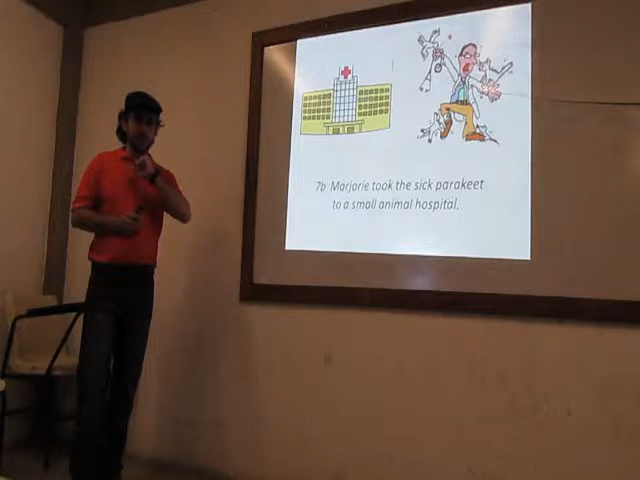 7b Marjorie took the sick parakeet
to a small animal hospital.